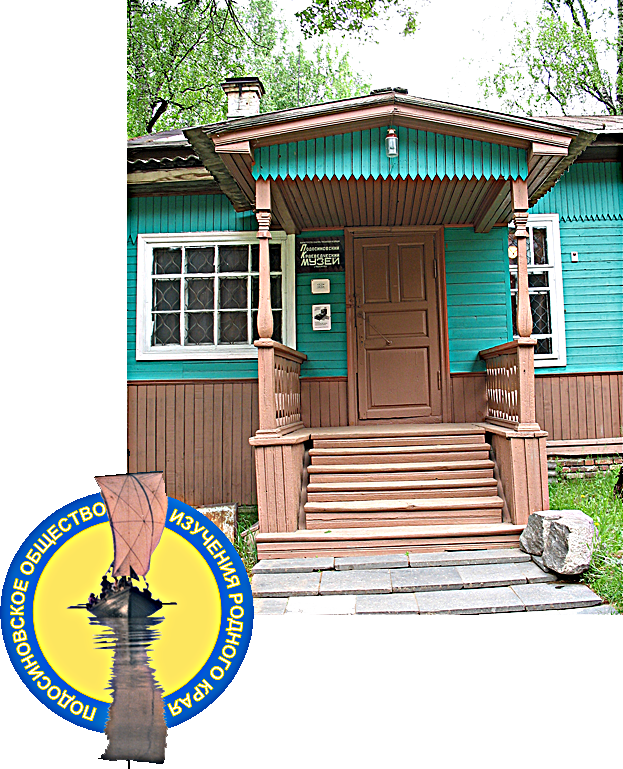 Подосиновский
Краеведческий
МУЗЕЙ
ПОДОСИНОВСКОЕ ОБЩЕСТВО ИЗУЧЕНИЯ РОДНОГО КРАЯ